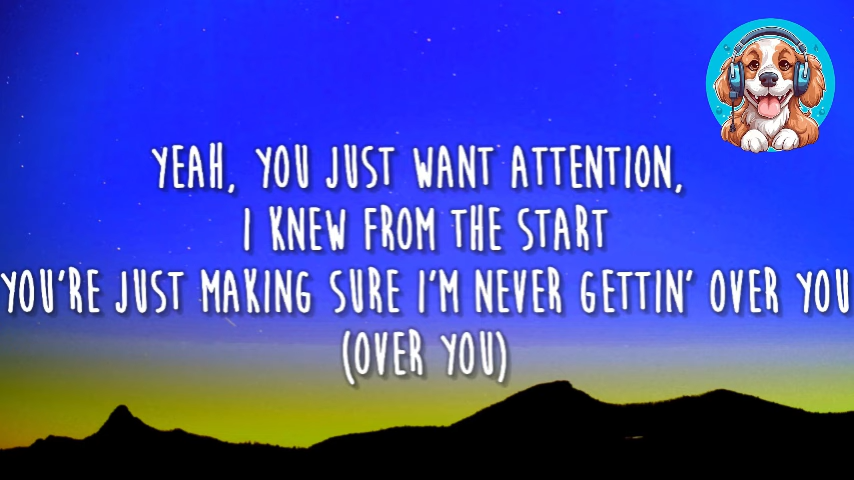 YEAH, YOU JUST WANT ATTENTION,
I KNEW FROM THE START
YOU'RE JUST MAKING SURE I'M NEVER GETTIN' OVER YOU
(OVER YOU)